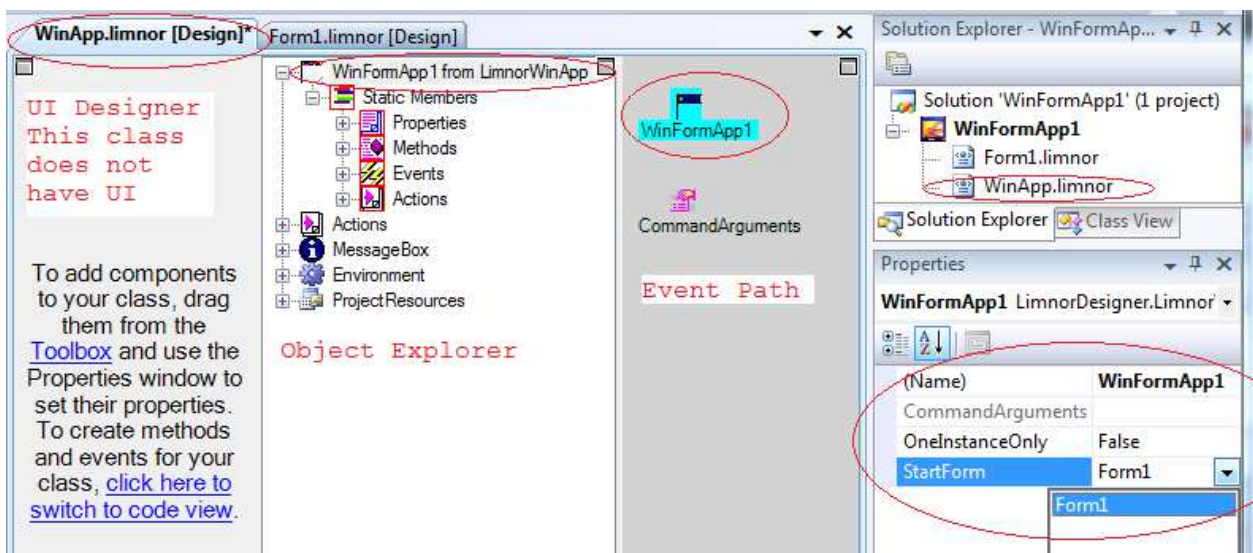 WinApp.limnor [Design]*
Form1.limnor [Design]
UI Designer
This class
does not
have UI
To add components
to your class, drag
them from the
Toolbox and use the
Properties window to
set their properties.
To create methods
and events for your
class, click here to
switch to code view.
WinFormApp1 from LimnorWinApp
Static Members
Properties
Methods
Events
Actions
Actions
MessageBox
Environment
ProjectResources
Object Explorer
WinFormApp1
CommandArguments
Event Path
Solution Explorer - WinFormAp...
Solution 'WinFormApp1' (1 project)
WinFormApp1
Form1.limnor
WinApp.limnor
Solution Explorer
Class View
Properties
WinFormApp1 LimnorDesigner.Limnor
(Name) WinFormApp1
CommandArguments
OneInstanceOnly False
StartForm Form1
Form1